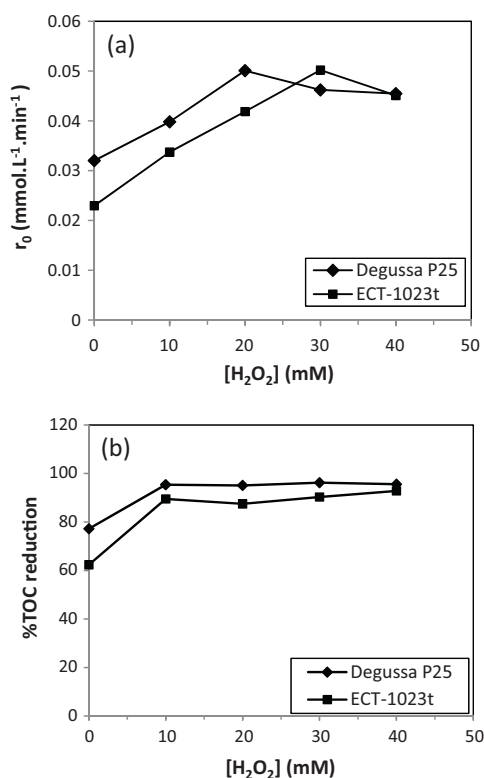 (a)
0.06
0.05
0.04
0.03
0.02
0.01
0
r₀ (mmol.L⁻¹.min⁻¹)
Degussa P25
ECT-1023t
0 10 20 30 40 50
[H₂O₂] (mM)
(b)
120
100
80
60
40
20
0
%TOC reduction
Degussa P25
ECT-1023t
0 10 20 30 40 50
[H₂O₂] (mM)